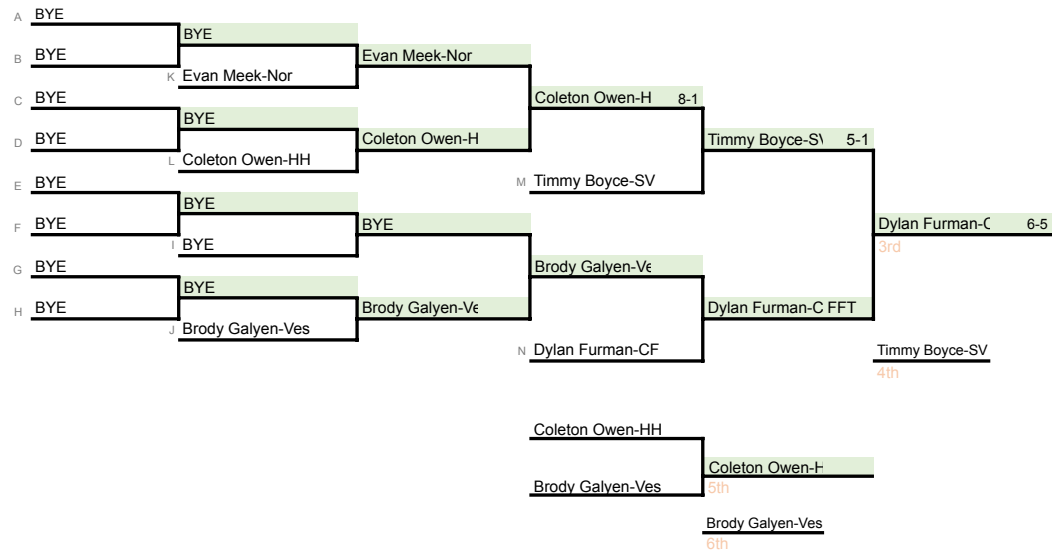 A BYE
BYE
B BYE
K Evan Meek-Nor
Evan Meek-Nor
C BYE
BYE
D BYE
L Coleton Owen-HH
Coleton Owen-H
Coleton Owen-H 8-1
M Timmy Boyce-SV
Timmy Boyce-S\ 5-1
E BYE
BYE
F BYE
I BYE
BYE
G BYE
BYE
H BYE
J Brody Galyen-Ves
Brody Galyen-Ve
Brody Galyen-Ve
N Dylan Furman-CF
Dylan Furman-C FFT
Dylan Furman-C 6-5
3rd
Timmy Boyce-SV
4th
Coleton Owen-HH
Brody Galyen-Ves
Coleton Owen-H
5th
Brody Galyen-Ves
6th